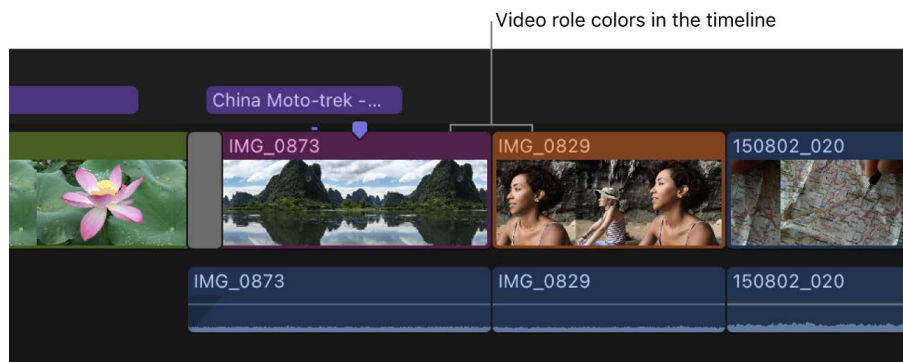 Video role colors in the timeline
China Moto-trek -...
IMG_0873
IMG_0829
150802_020
IMG_0873
IMG_0829
150802_020